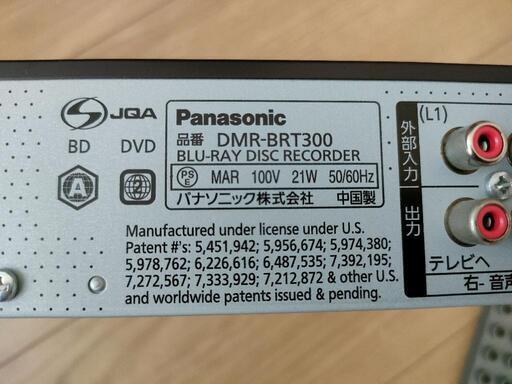 JQA
BD DVD
A 2
Panasonic
品番 DMR-BRT300
BLU-RAY DISC RECORDER
PS E MAR 100V 21W 50/60Hz
パナソニック株式会社 中国製
Manufactured under license under U.S.
Patent #'s: 5,451,942; 5,956,674; 5,974,380;
5,978,762; 6,226,616; 6,487,535; 7,392,195;
7,272,567; 7,333,929; 7,212,872 & other U.S.
and worldwide patents issued & pending.
(L1)
外部入力
出力
テレビへ
右-音声